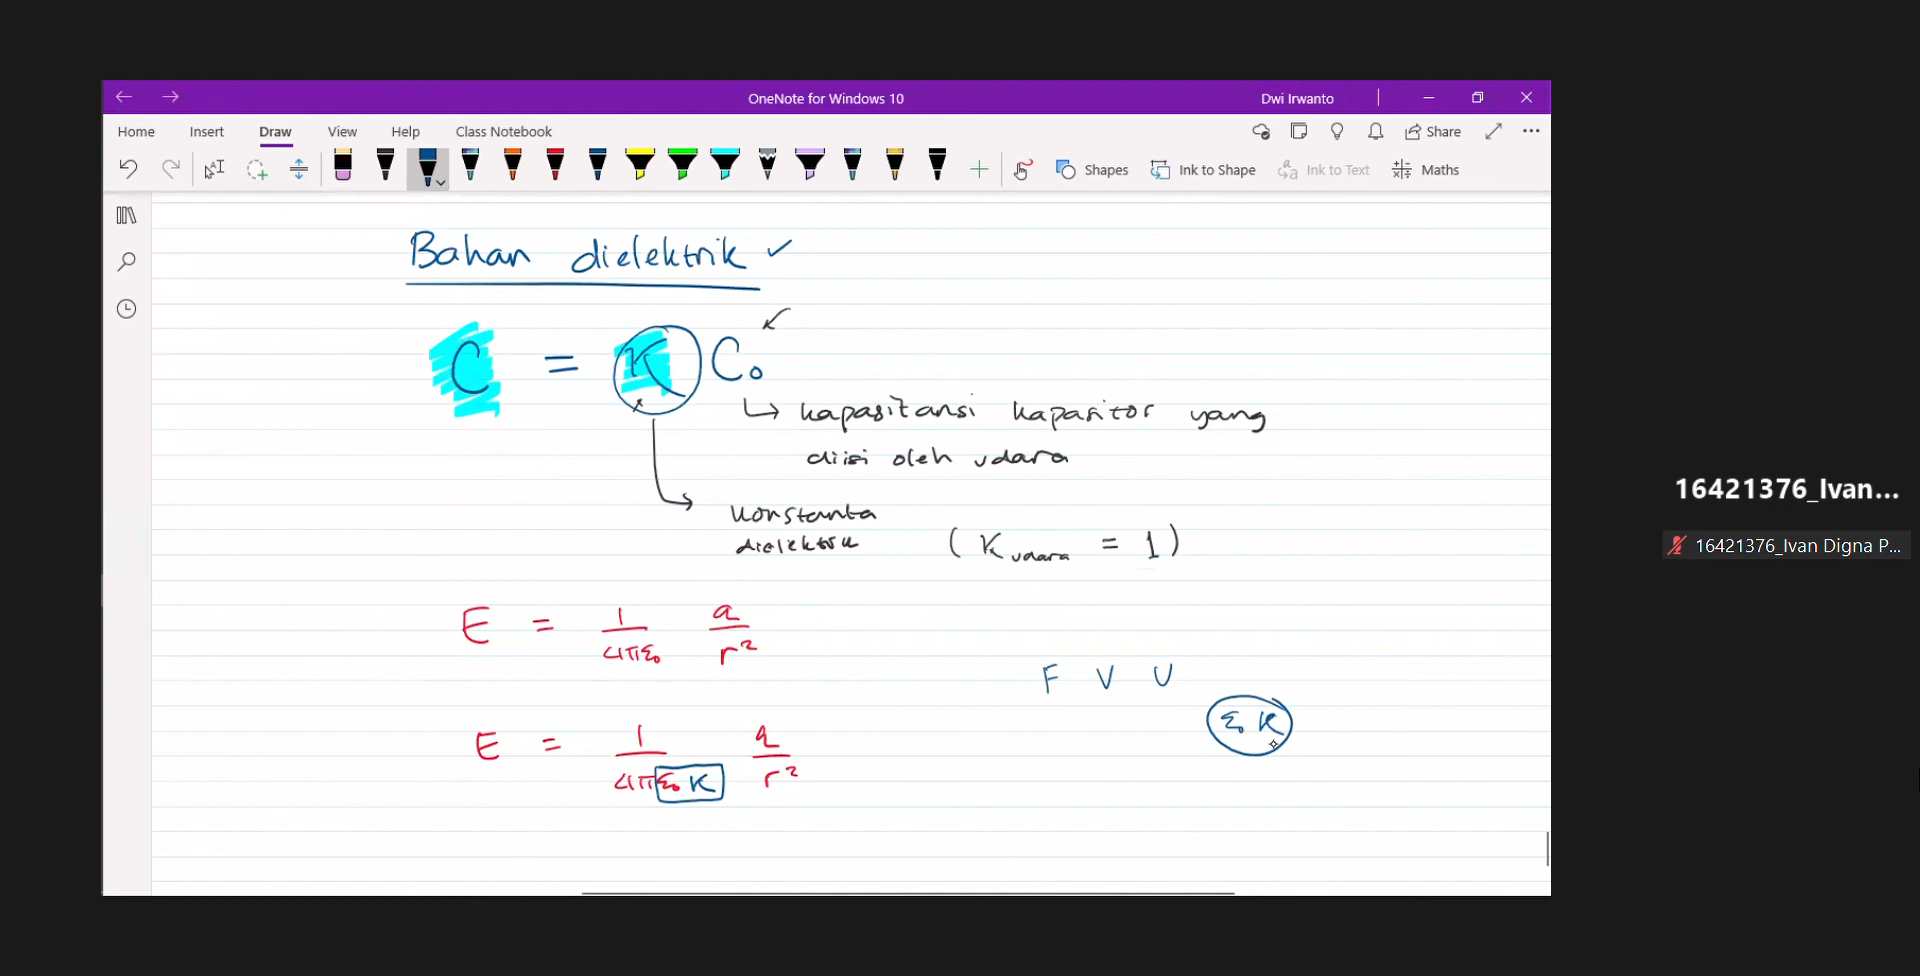 OneNote for Windows 10
Dwi Irwanto
Home Insert Draw View Help Class Notebook Share
Shapes Ink to Shape Ink to Text Maths
Bahan dielektrik ✓
C = K C₀
↳ kapasitansi kapasitor yang
diisi oleh udara
konstanta
dielektrik ( K udara = 1 )
E = 1/4πε₀ q/r²
F V U
ε₀ K
E = 1/4πε₀ K q/r²
16421376_Ivan...
16421376_Ivan Digna P...